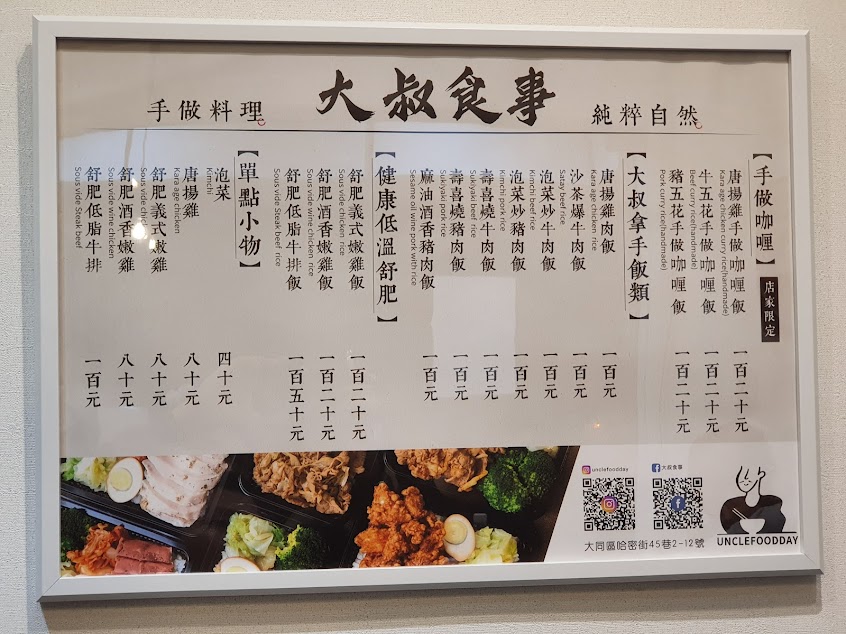 手做料理
大叔食事
純粹自然
【手做咖喱】
店家限定
唐揚雞手做咖喱飯 一百二十元
Kara age chicken curry rice(handmade)
牛五花手做咖喱飯 一百二十元
Beef curry rice(handmade)
豬五花手做咖喱飯 一百二十元
Pork curry rice(handmade)
【大叔拿手飯類】
唐揚雞肉飯 一百元
Kara age chicken rice
沙茶爆牛肉飯 一百元
Satay beef rice
泡菜炒牛肉飯 一百元
Kimchi beef rice
泡菜炒豬肉飯 一百元
Kimchi pork rice
壽喜燒牛肉飯 一百元
Sukiyaki beef rice
壽喜燒豬肉飯 一百元
Sukiyaki pork rice
麻油酒香豬肉飯 一百元
Sesame oil wine pork with rice
【健康低溫舒肥】
舒肥義式嫩雞飯 一百二十元
Sous vide chicken rice
舒肥酒香嫩雞飯 一百二十元
Sous vide wine chicken rice
舒肥低脂牛排飯 一百五十元
Sous vide Steak beef rice
【單點小物】
泡菜 四十元
Kimchi
唐揚雞 八十元
Kara age chicken
舒肥義式嫩雞 八十元
Sous vide chicken
舒肥酒香嫩雞 八十元
Sous vide wine chicken
舒肥低脂牛排 一百元
Sous vide Steak beef
unclefoodday
大叔食事
大同區哈密街45巷2-12號
UNCLEFOODDAY